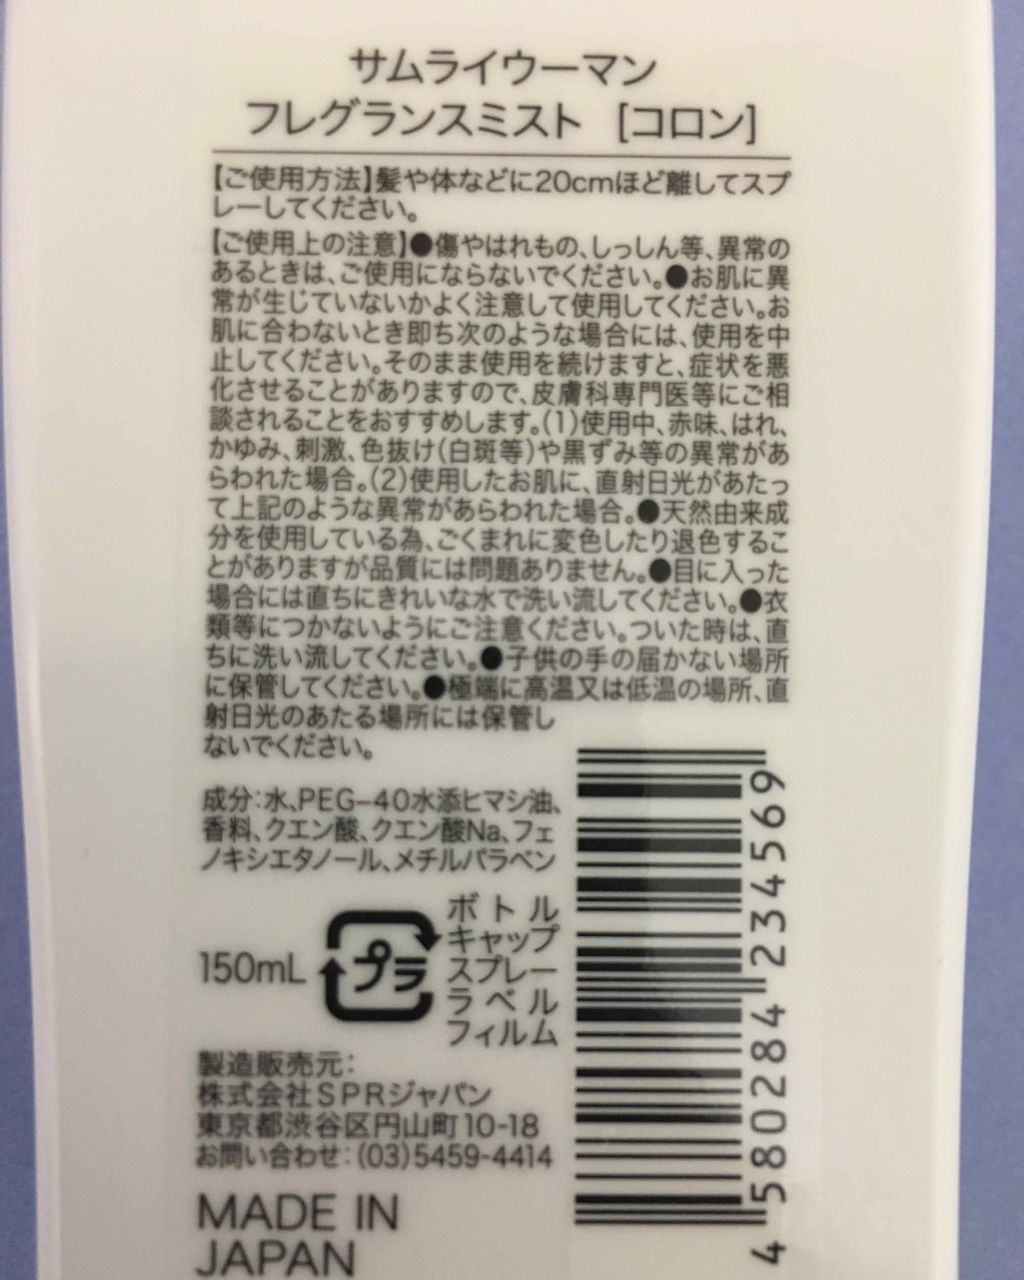 サムライウーマン
フレグランスミスト [コロン]
【ご使用方法】髪や体などに20cmほど離してスプ
レーしてください。
【ご使用上の注意】●傷やはれもの、しっしん等、異常の
あるときは、ご使用にならないでください。●お肌に異
常が生じていないかよく注意して使用してください。お
肌に合わないとき即ち次のような場合には、使用を中
止してください。そのまま使用を続けますと、症状を悪
化させることがありますので、皮膚科専門医等にご相
談されることをおすすめします。(1)使用中、赤味、はれ、
かゆみ、刺激、色抜け(白斑等)や黒ずみ等の異常があ
らわれた場合。(2)使用したお肌に、直射日光があたっ
て上記のような異常があらわれた場合。●天然由来成
分を使用している為、ごくまれに変色したり退色するこ
とがありますが品質には問題ありません。●目に入った
場合には直ちにきれいな水で洗い流してください。●衣
類等につかないようにご注意ください。ついた時は、直
ちに洗い流してください。●子供の手の届かない場所
に保管してください。●極端に高温又は低温の場所、直
射日光のあたる場所には保管し
ないでください。
成分:水、PEG-40水添ヒマシ油、
香料、クエン酸、クエン酸Na、フェ
ノキシエタノール、メチルパラベン
150mL
プラ
ボトル
キャップ
スプレー
ラベル
フィルム
製造販売元:
株式会社SPRジャパン
東京都渋谷区円山町10-18
お問い合わせ:(03)5459-4414
MADE IN
JAPAN
4 580284 234569